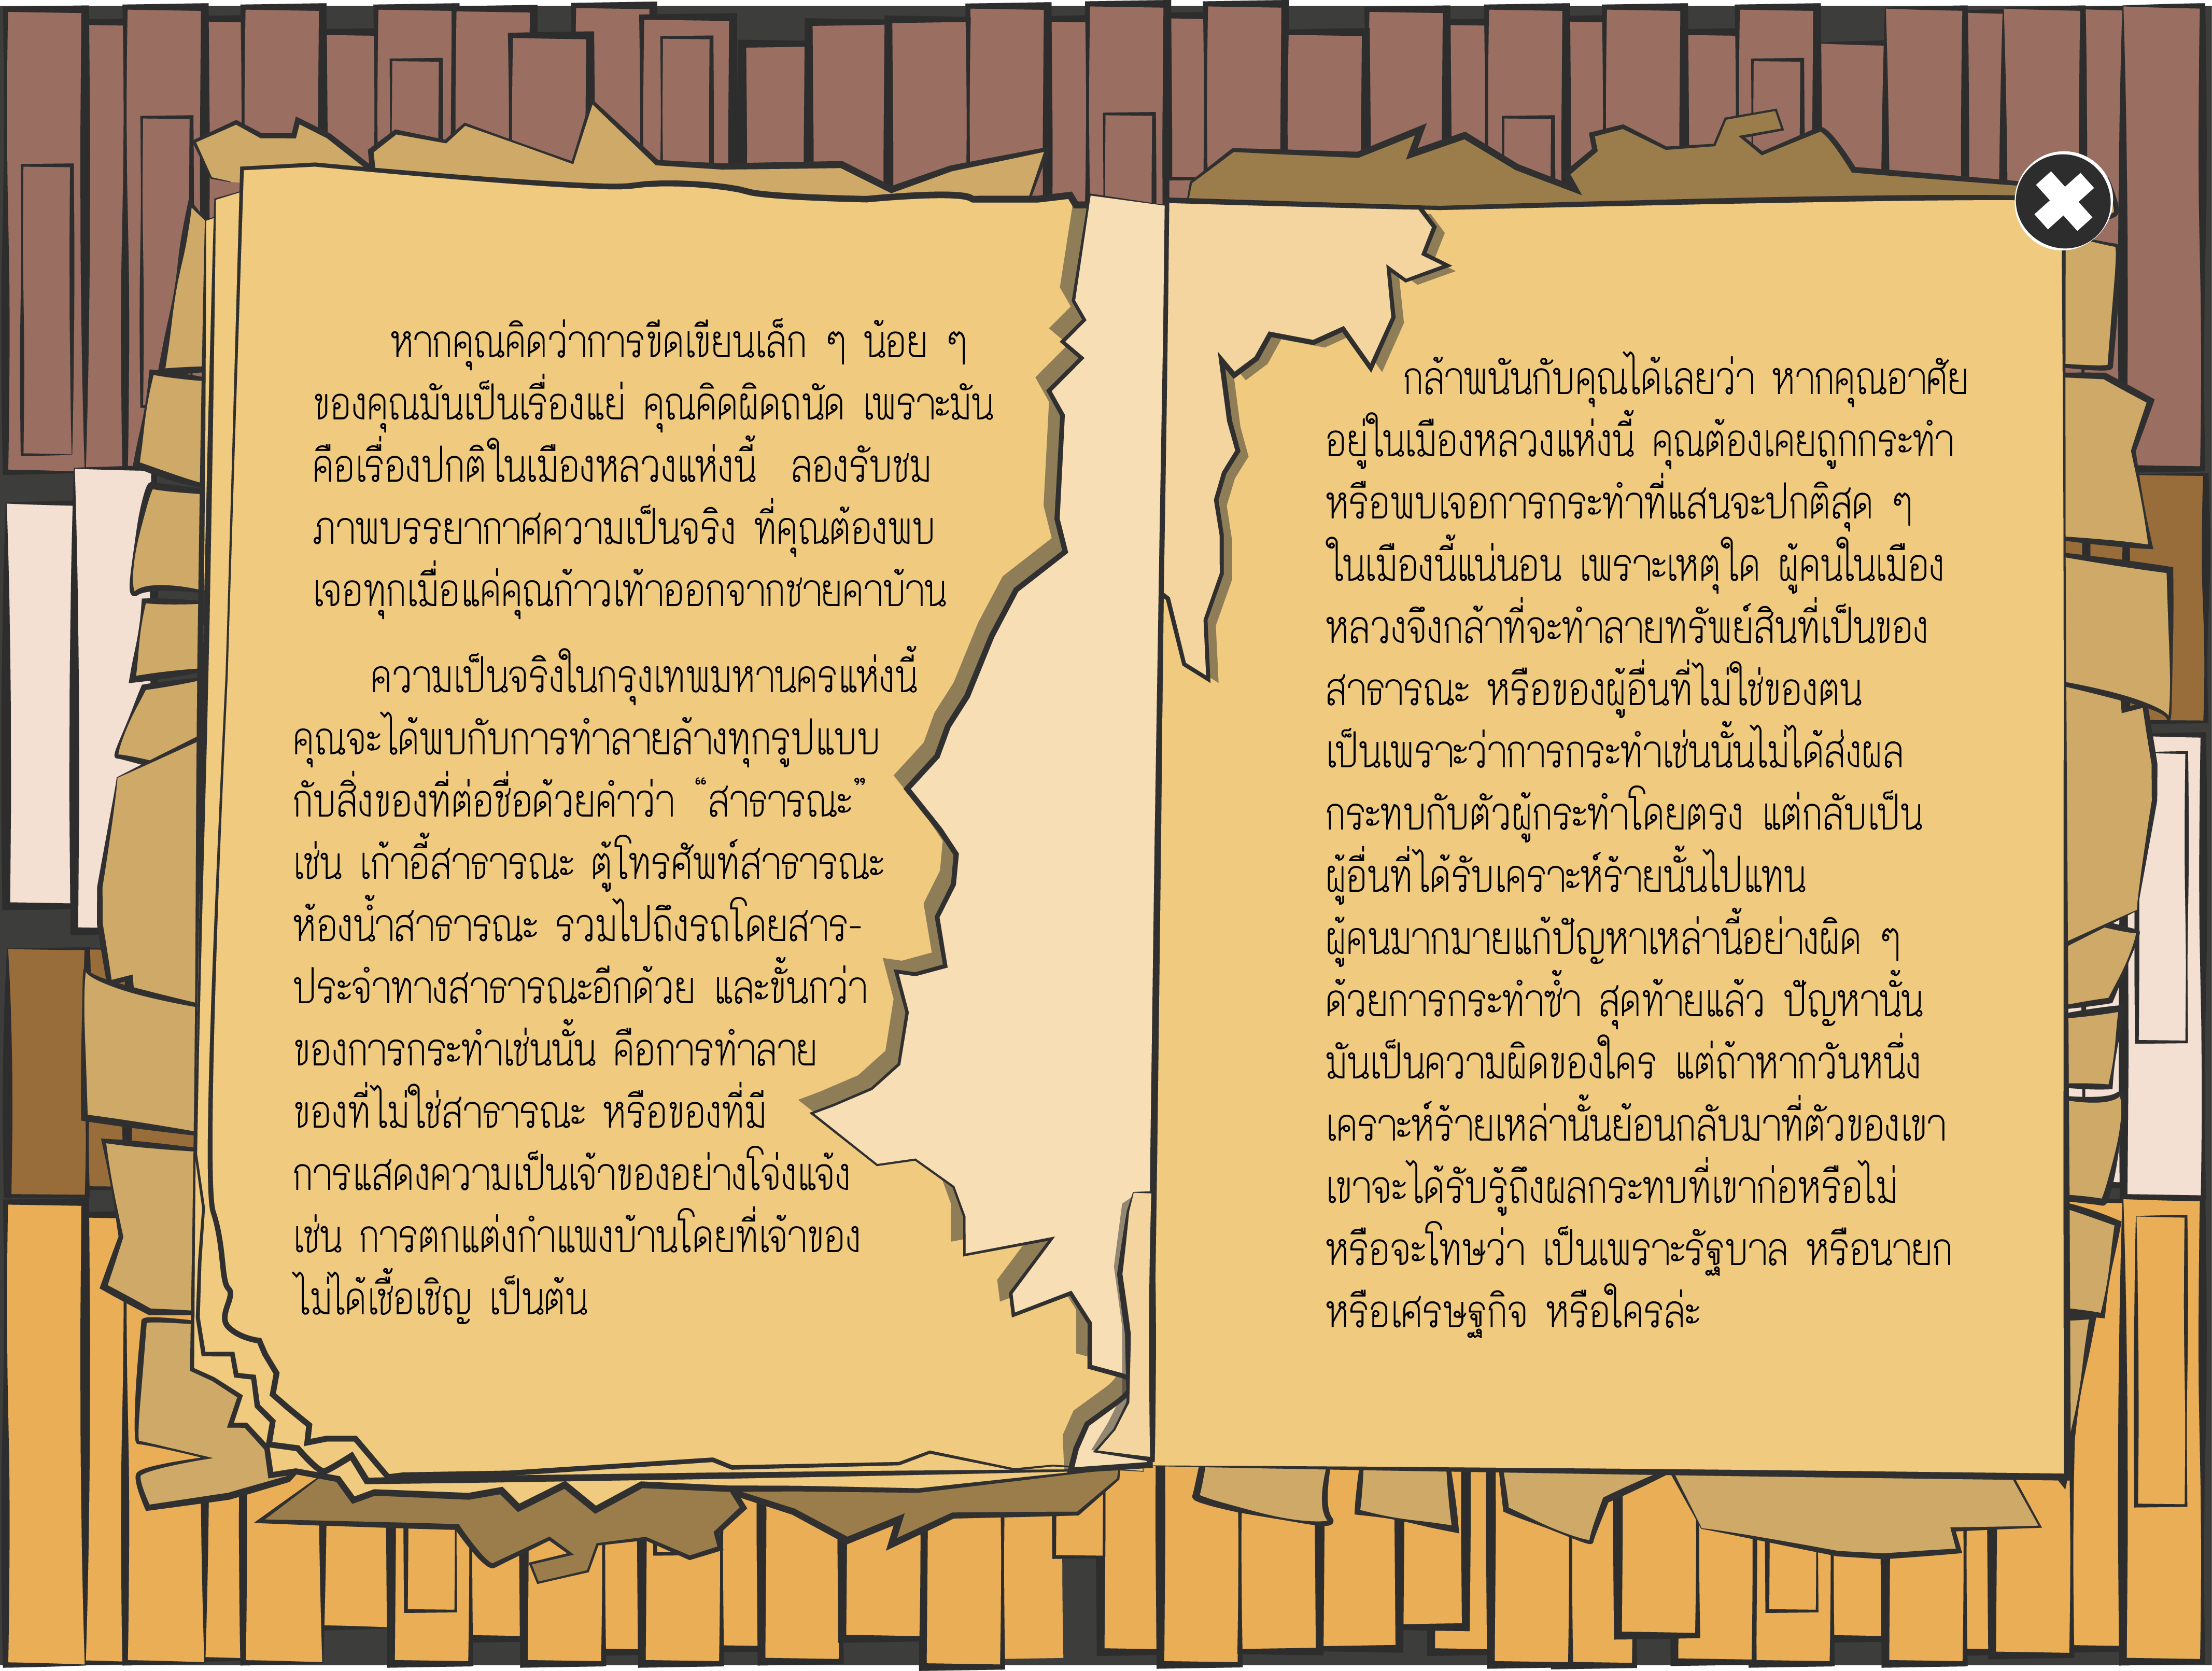 หากคุณคิดว่าการขีดเขียนเล็ก ๆ น้อย ๆ
ของคุณมันเป็นเรื่องแย่ คุณคิดผิดถนัด เพราะมัน
คือเรื่องปกติในเมืองหลวงแห่งนี้ ลองรับชม
ภาพบรรยากาศความเป็นจริง ที่คุณต้องพบ
เจอทุกเมื่อแค่คุณก้าวเท้าออกจากชายคาบ้าน
ความเป็นจริงในกรุงเทพมหานครแห่งนี้
คุณจะได้พบกับการทำลายล้างทุกรูปแบบ
กับสิ่งของที่ต่อชื่อด้วยคำว่า “สาธารณะ”
เช่น เก้าอี้สาธารณะ ตู้โทรศัพท์สาธารณะ
ห้องน้ำสาธารณะ รวมไปถึงรถโดยสาร-
ประจำทางสาธารณะอีกด้วย และขั้นกว่า
ของการกระทำเช่นนั้น คือการทำลาย
ของที่ไม่ใช่สาธารณะ หรือของที่มี
การแสดงความเป็นเจ้าของอย่างโจ่งแจ้ง
เช่น การตกแต่งกำแพงบ้านโดยที่เจ้าของ
ไม่ได้เชื้อเชิญ เป็นต้น
กล้าพนันกับคุณได้เลยว่า หากคุณอาศัย
อยู่ในเมืองหลวงแห่งนี้ คุณต้องเคยถูกกระทำ
หรือพบเจอการกระทำที่แสนจะปกติสุด ๆ
ในเมืองนี้แน่นอน เพราะเหตุใด ผู้คนในเมือง
หลวงจึงกล้าที่จะทำลายทรัพย์สินที่เป็นของ
สาธารณะ หรือของผู้อื่นที่ไม่ใช่ของตน
เป็นเพราะว่าการกระทำเช่นนั้นไม่ได้ส่งผล
กระทบกับตัวผู้กระทำโดยตรง แต่กลับเป็น
ผู้อื่นที่ได้รับเคราะห์ร้ายนั้นไปแทน
ผู้คนมากมายแก้ปัญหาเหล่านี้อย่างผิด ๆ
ด้วยการกระทำซ้ำ สุดท้ายแล้ว ปัญหานั้น
มันเป็นความผิดของใคร แต่ถ้าหากวันหนึ่ง
เคราะห์ร้ายเหล่านั้นย้อนกลับมาที่ตัวของเขา
เขาจะได้รับรู้ถึงผลกระทบที่เขาก่อหรือไม่
หรือจะโทษว่า เป็นเพราะรัฐบาล หรือนายก
หรือเศรษฐกิจ หรือใครล่ะ